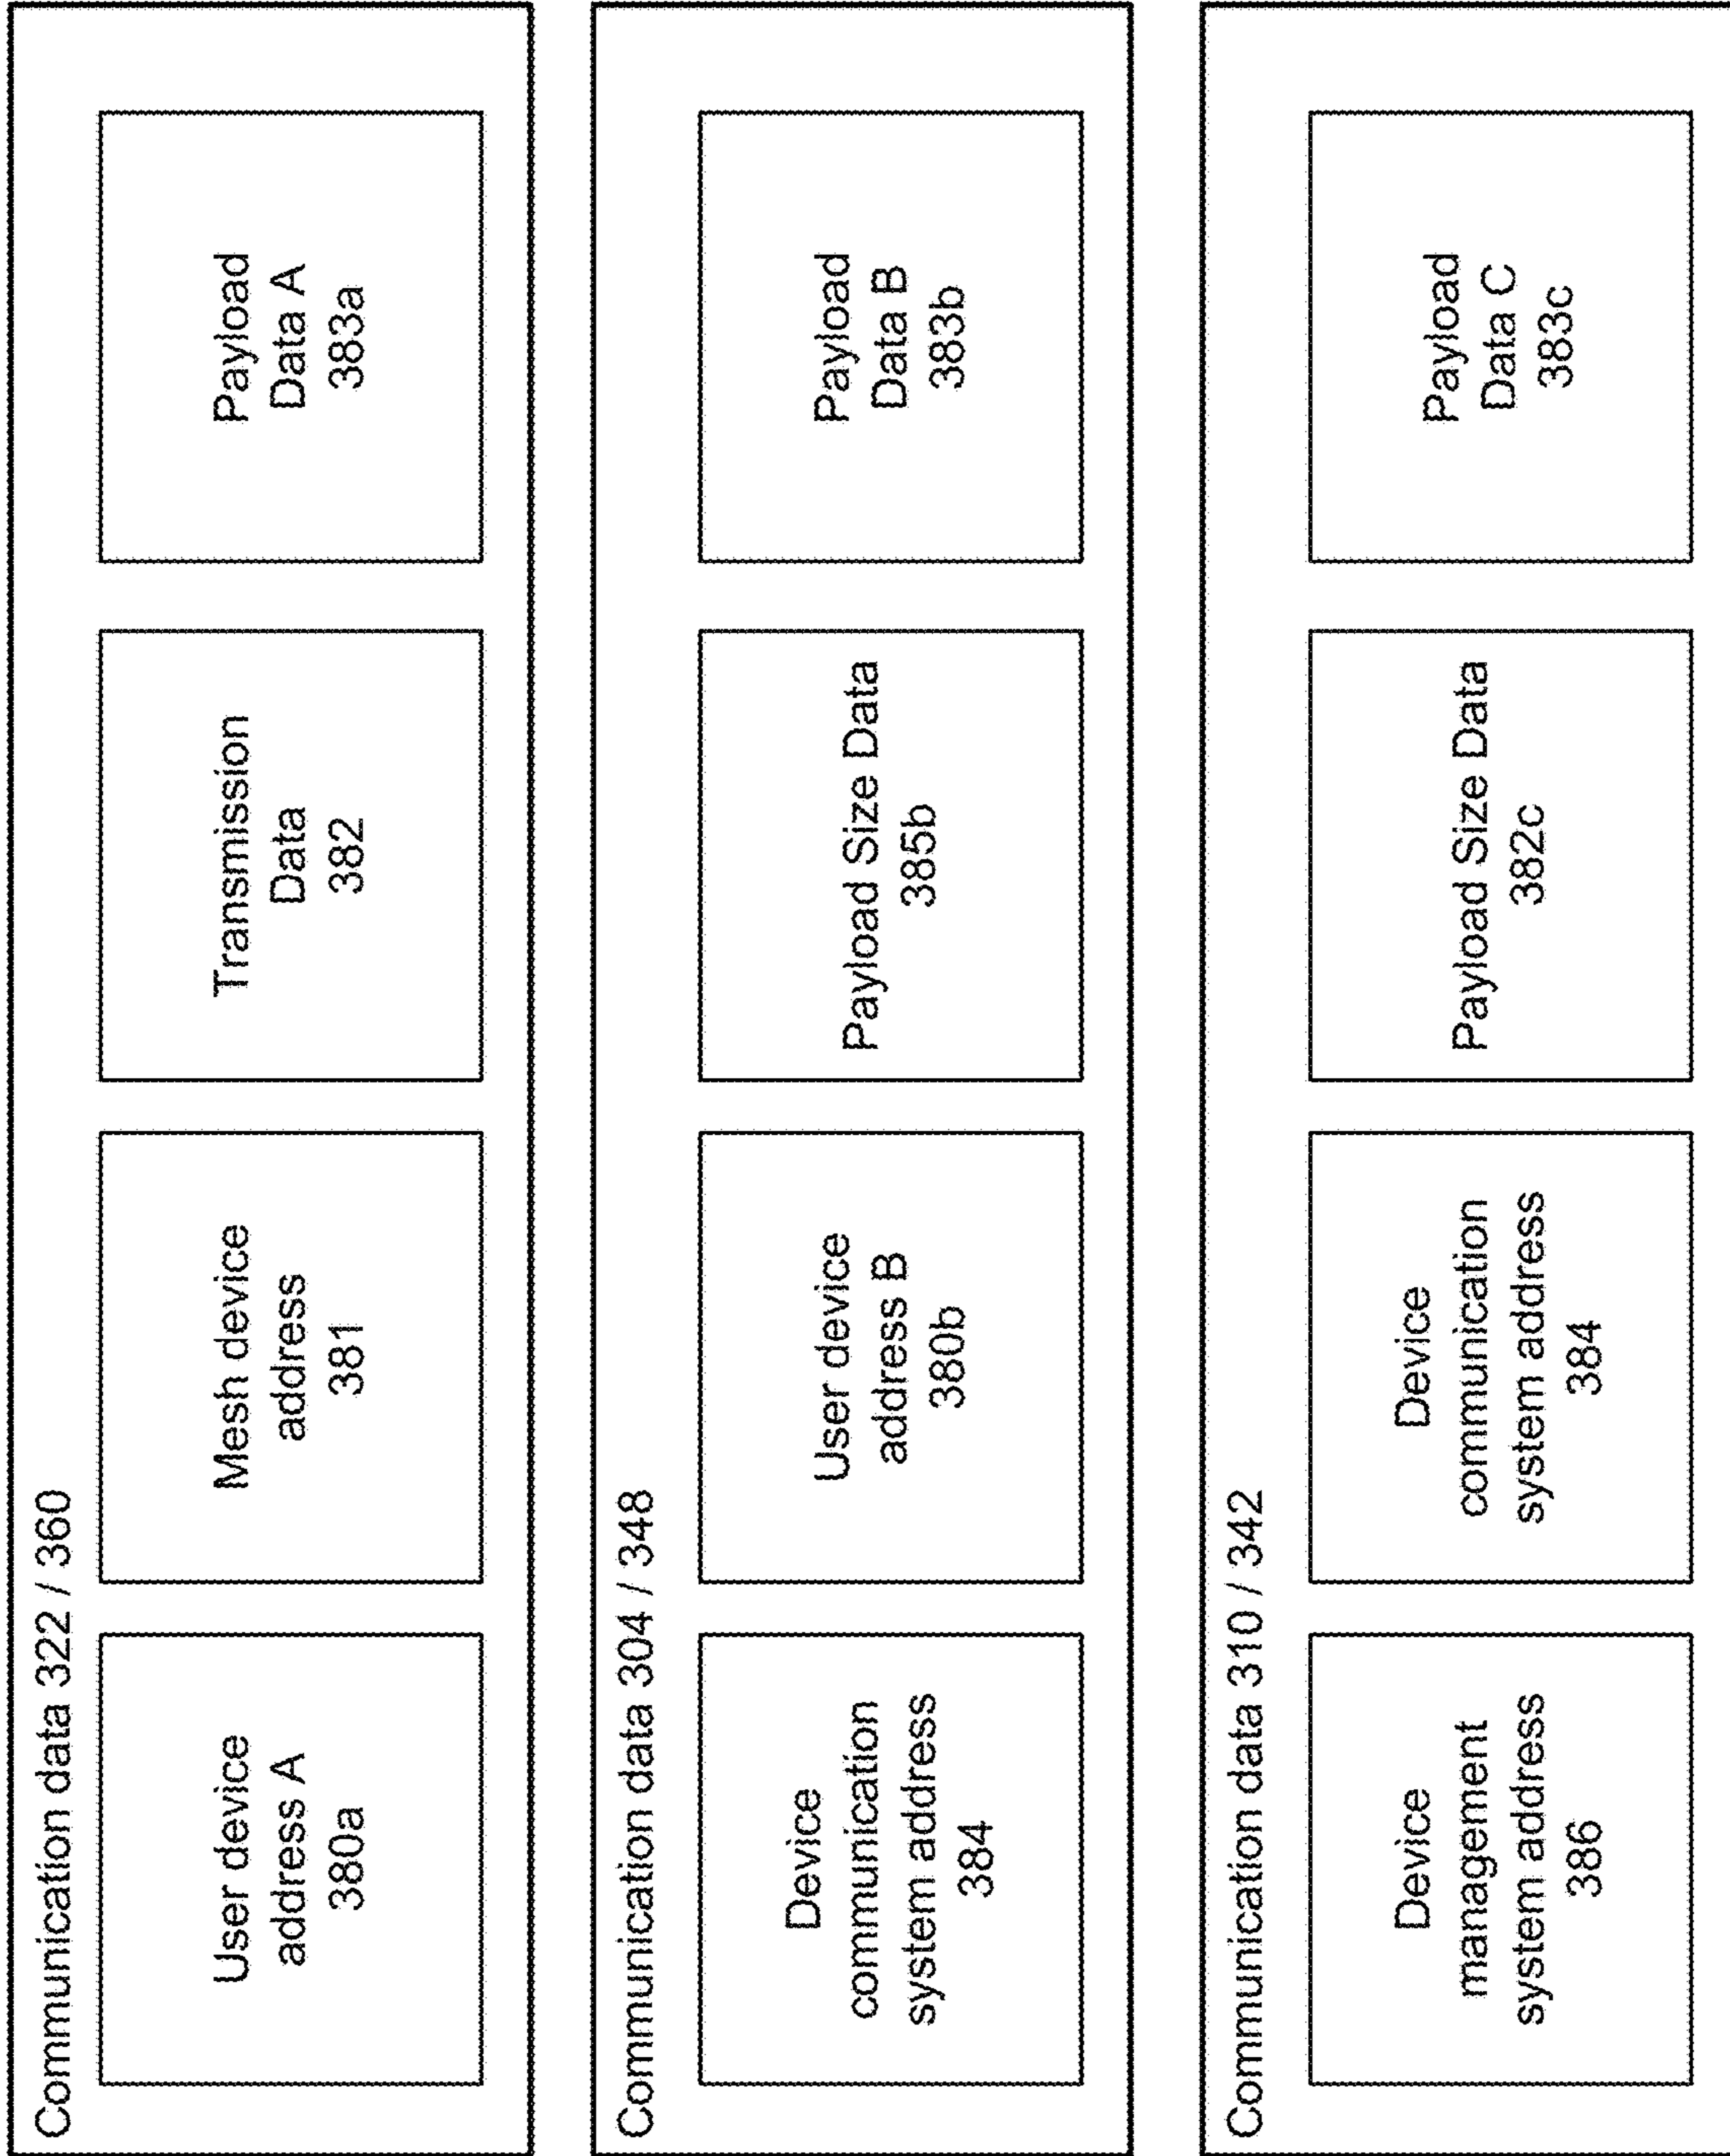 Communication data 322 / 360
User device
address A
380a
Mesh device
address
381
Transmission
Data
382
Payload
Data A
383a
Communication data 304 / 348
Device
communication
system address
384
User device
address B
380b
Payload Size Data
385b
Payload
Data B
383b
Communication data 310 / 342
Device
management
system address
386
Device
communication
system address
384
Payload Size Data
382c
Payload
Data C
383c